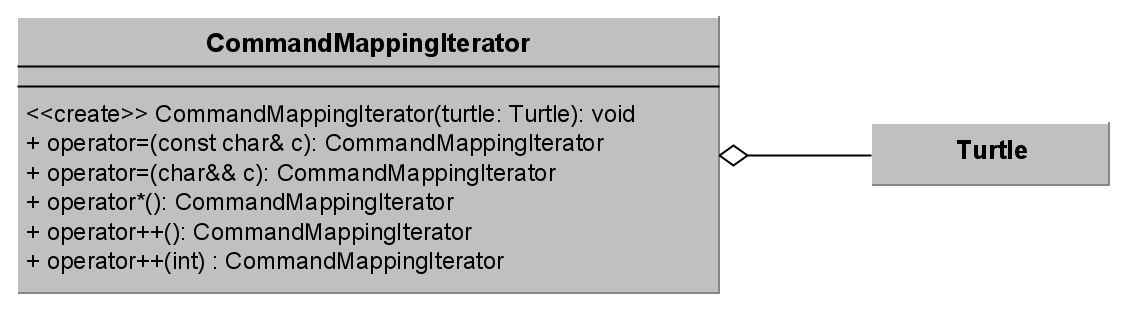 CommandMappingIterator
<<create>> CommandMappingIterator(turtle: Turtle): void
+ operator=(const char& c): CommandMappingIterator
+ operator=(char&& c): CommandMappingIterator
+ operator*(): CommandMappingIterator
+ operator++(): CommandMappingIterator
+ operator++(int) : CommandMappingIterator
Turtle